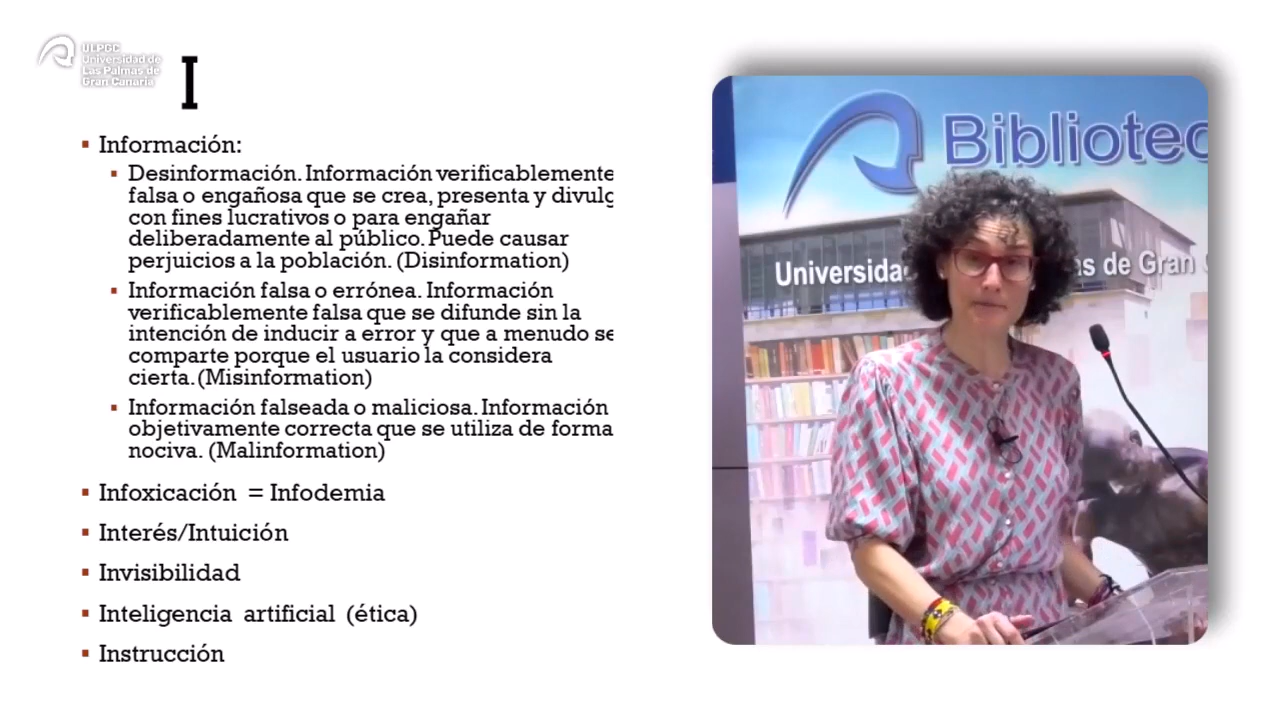 ULPGC
Universidad de
Las Palmas de
Gran Canaria
I
Información:
Desinformación. Información verificablemente
falsa o engañosa que se crea, presenta y divulg
con fines lucrativos o para engañar
deliberadamente al público. Puede causar
perjuicios a la población. (Disinformation)
Información falsa o errónea. Información
verificablemente falsa que se difunde sin la
intención de inducir a error y que a menudo se
comparte porque el usuario la considera
cierta. (Misinformation)
Información falseada o maliciosa. Información
objetivamente correcta que se utiliza de forma
nociva. (Malinformation)
Infoxicación = Infodemia
Interés/Intuición
Invisibilidad
Inteligencia artificial (ética)
Instrucción
Bibliotec
Universida as de Gran